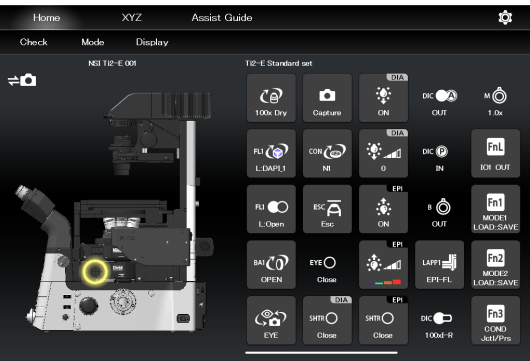 Home XYZ Assist Guide
Check Mode Display
NSI Ti2-E 001
Ti2-E Standard set
100x Dry
Capture
DIA
ON
DIC A
OUT
M
1.0x
FL1
L:DAPI_1
CON
N1
DIA
0
DIC P
IN
FnL
IO1 OUT
FL1
L:Open
ESC
Esc
EPI
ON
B
OUT
Fn1
MODE1
LOAD:SAVE
BA1
OPEN
EYE
Close
EPI
LAPP1
EPI-FL
Fn2
MODE2
LOAD:SAVE
EYE
DIA
SHTR
Close
EPI
SHTR
Close
DIC
100xI-R
Fn3
COND
Jctl/Prs